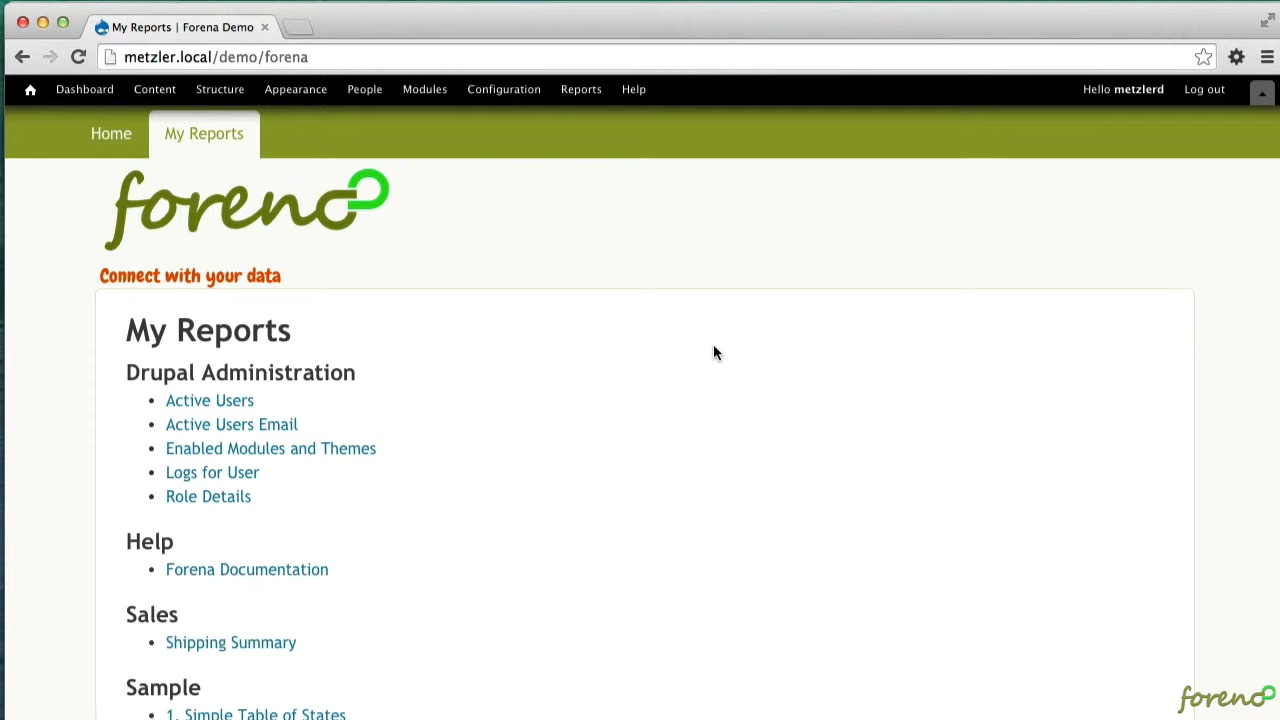 My Reports | Forena Demo
metzler.local/demo/forena
Dashboard Content Structure Appearance People Modules Configuration Reports Help Hello metzlerd Log out
Home My Reports
forena
Connect with your data
My Reports
Drupal Administration
Active Users
Active Users Email
Enabled Modules and Themes
Logs for User
Role Details
Help
Forena Documentation
Sales
Shipping Summary
Sample
1. Simple Table of States
forena